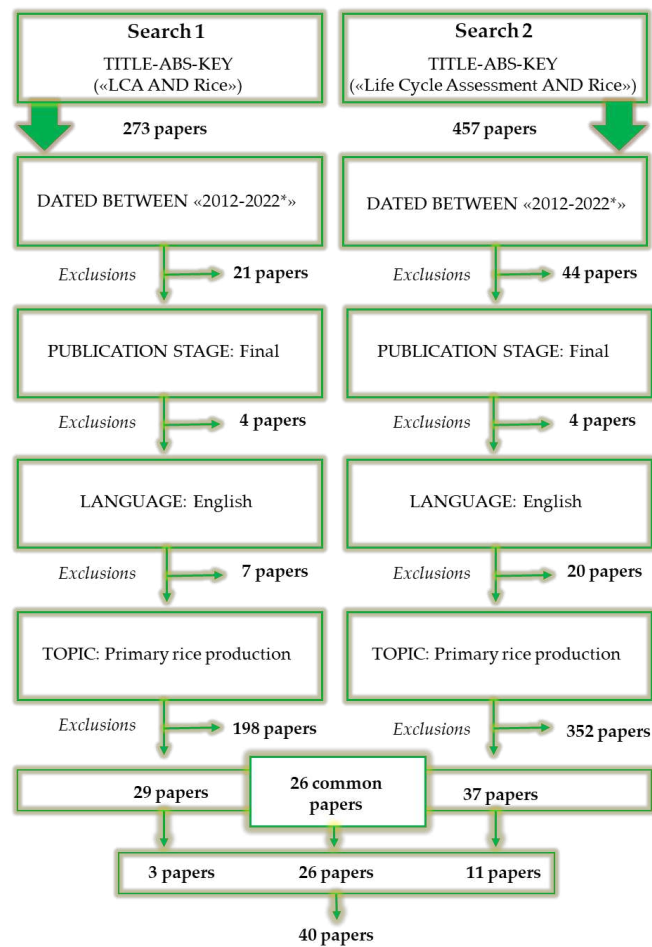 Search 1
TITLE-ABS-KEY
(«LCA AND Rice»)
273 papers
DATED BETWEEN «2012-2022*»
Exclusions
21 papers
PUBLICATION STAGE: Final
Exclusions
4 papers
LANGUAGE: English
Exclusions
7 papers
TOPIC: Primary rice production
Exclusions
198 papers
Search 2
TITLE-ABS-KEY
(«Life Cycle Assessment AND Rice»)
457 papers
DATED BETWEEN «2012-2022*»
Exclusions
44 papers
PUBLICATION STAGE: Final
Exclusions
4 papers
LANGUAGE: English
Exclusions
20 papers
TOPIC: Primary rice production
Exclusions
352 papers
29 papers
26 common
papers
37 papers
3 papers
26 papers
11 papers
40 papers